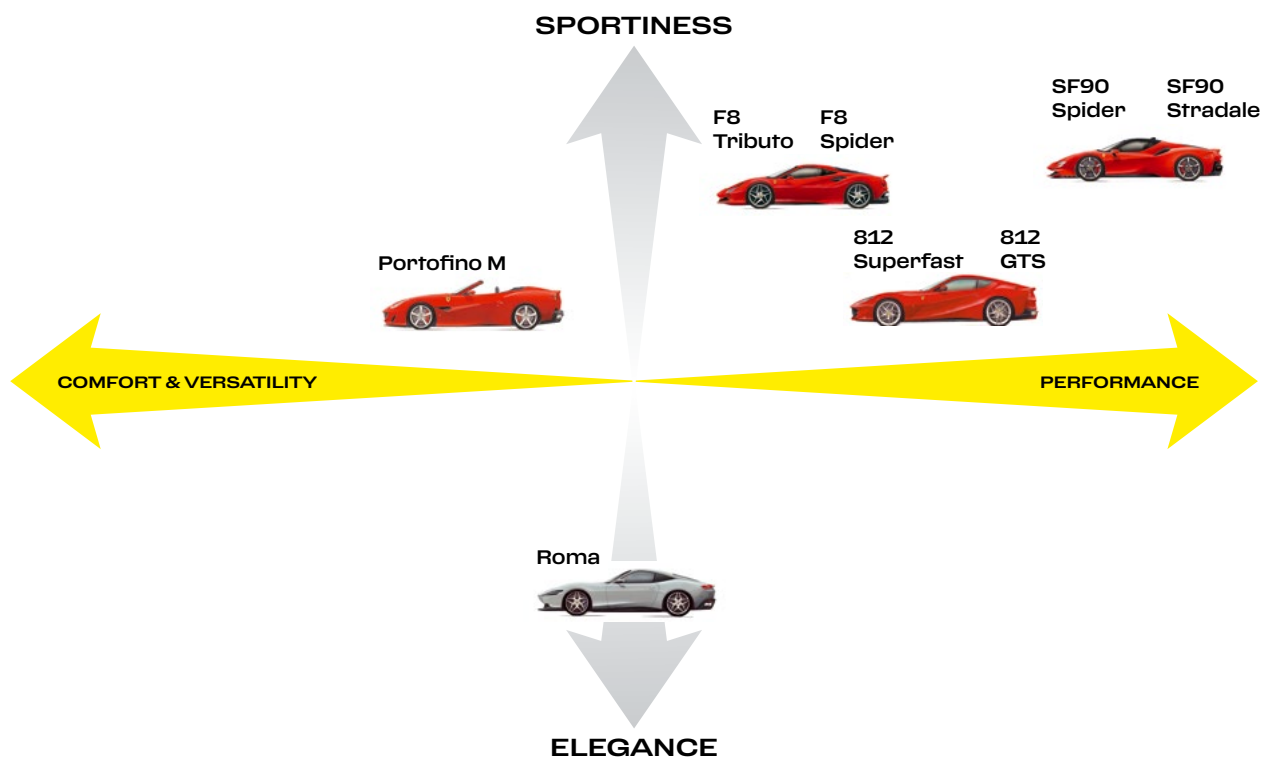 SPORTINESS
SF90
Spider
SF90
Stradale
F8
Tributo
F8
Spider
812
Superfast
812
GTS
Portofino M
COMFORT & VERSATILITY
PERFORMANCE
Roma
ELEGANCE